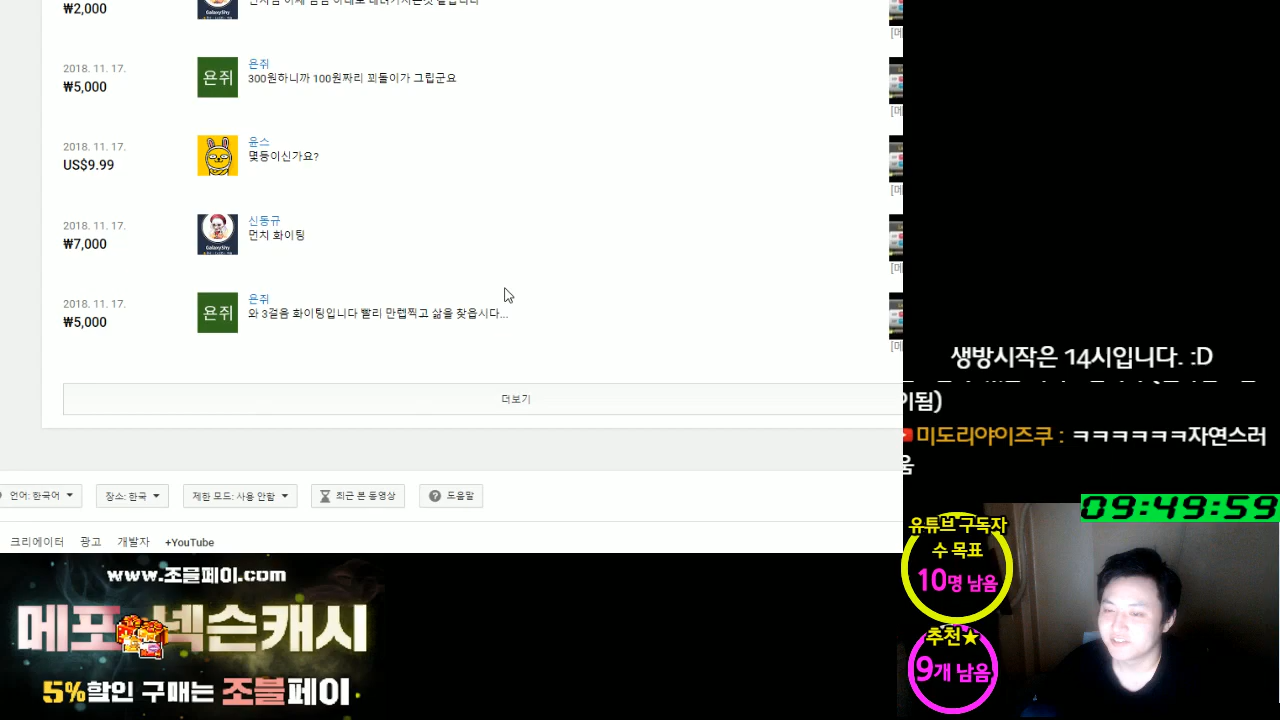 ₩2,000
2018. 11. 17.
₩5,000
욘쥐
욘쥐
300원하니까 100원짜리 꾀돌이가 그립군요
2018. 11. 17.
US$9.99
윤스
몇등이신가요?
2018. 11. 17.
₩7,000
GalaxyShy
신동규
먼치 화이팅
2018. 11. 17.
₩5,000
욘쥐
욘쥐
와 3걸음 화이팅입니다 빨리 만렙찍고 삶을 찾읍시다...
더보기
언어: 한국어
장소: 한국
제한 모드: 사용 안함
최근 본 동영상
도움말
크리에이터
광고
개발자
+YouTube
www.조블페이.com
메포
넥슨캐시
5%할인 구매는 조블페이.
생방시작은 14시입니다. :D
이됨)
미도리야이즈쿠 : ㅋㅋㅋㅋㅋㅋ자연스러
움
09:49:59
유튜브 구독자
수 목표
10명 남음
추천★
9개 남음